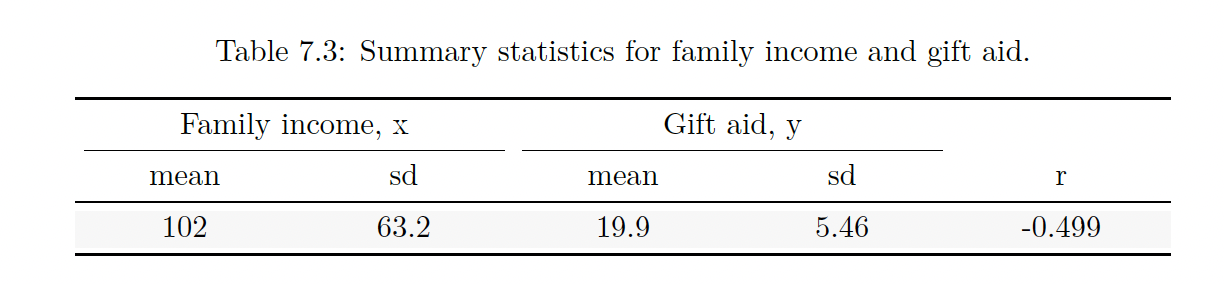 Table 7.3: Summary statistics for family income and gift aid.
Family income, x Gift aid, y
mean sd mean sd r
102 63.2 19.9 5.46 -0.499